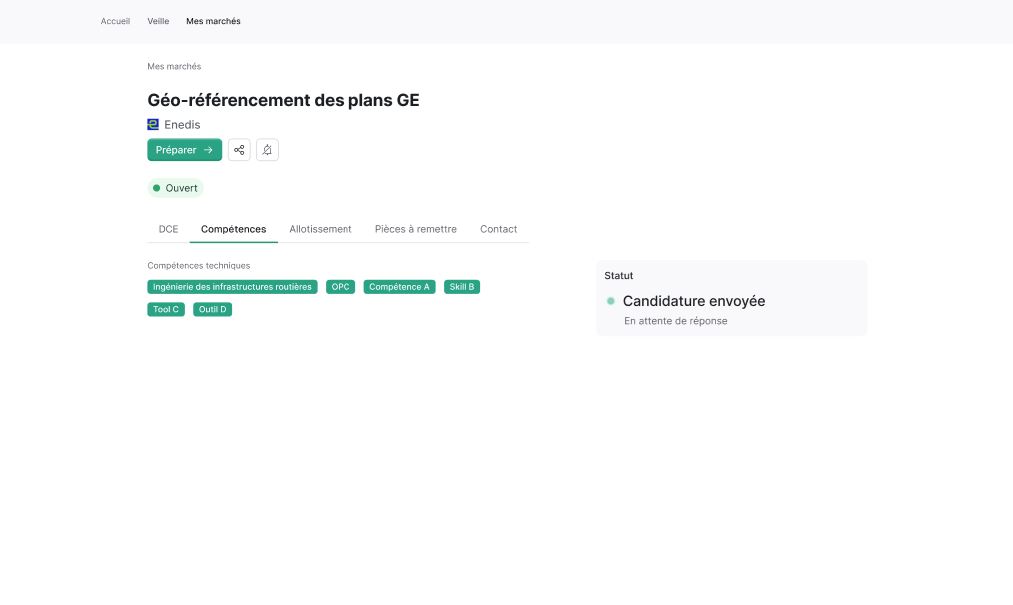 Accueil Veille Mes marchés
Mes marchés
Géo-référencement des plans GE
Enedis
Préparer
Ouvert
DCE Compétences Allotissement Pièces à remettre Contact
Compétences techniques
Ingénierie des infrastructures routières OPC Compétence A Skill B
Tool C Outil D
Statut
Candidature envoyée
En attente de réponse